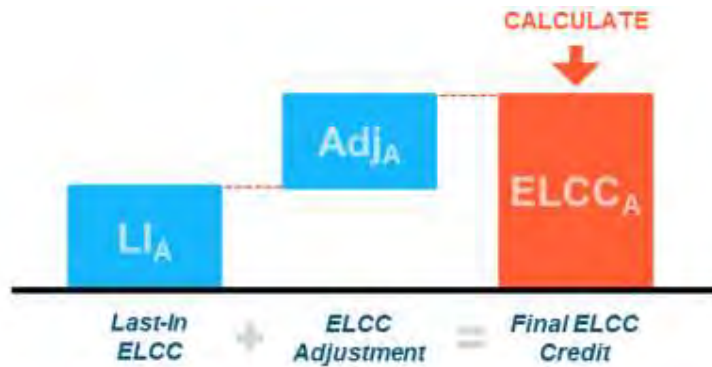 CALCULATE
Adj_A
LI_A
ELCC_A
Last-In
ELCC
+
ELCC
Adjustment
=
Final ELCC
Credit